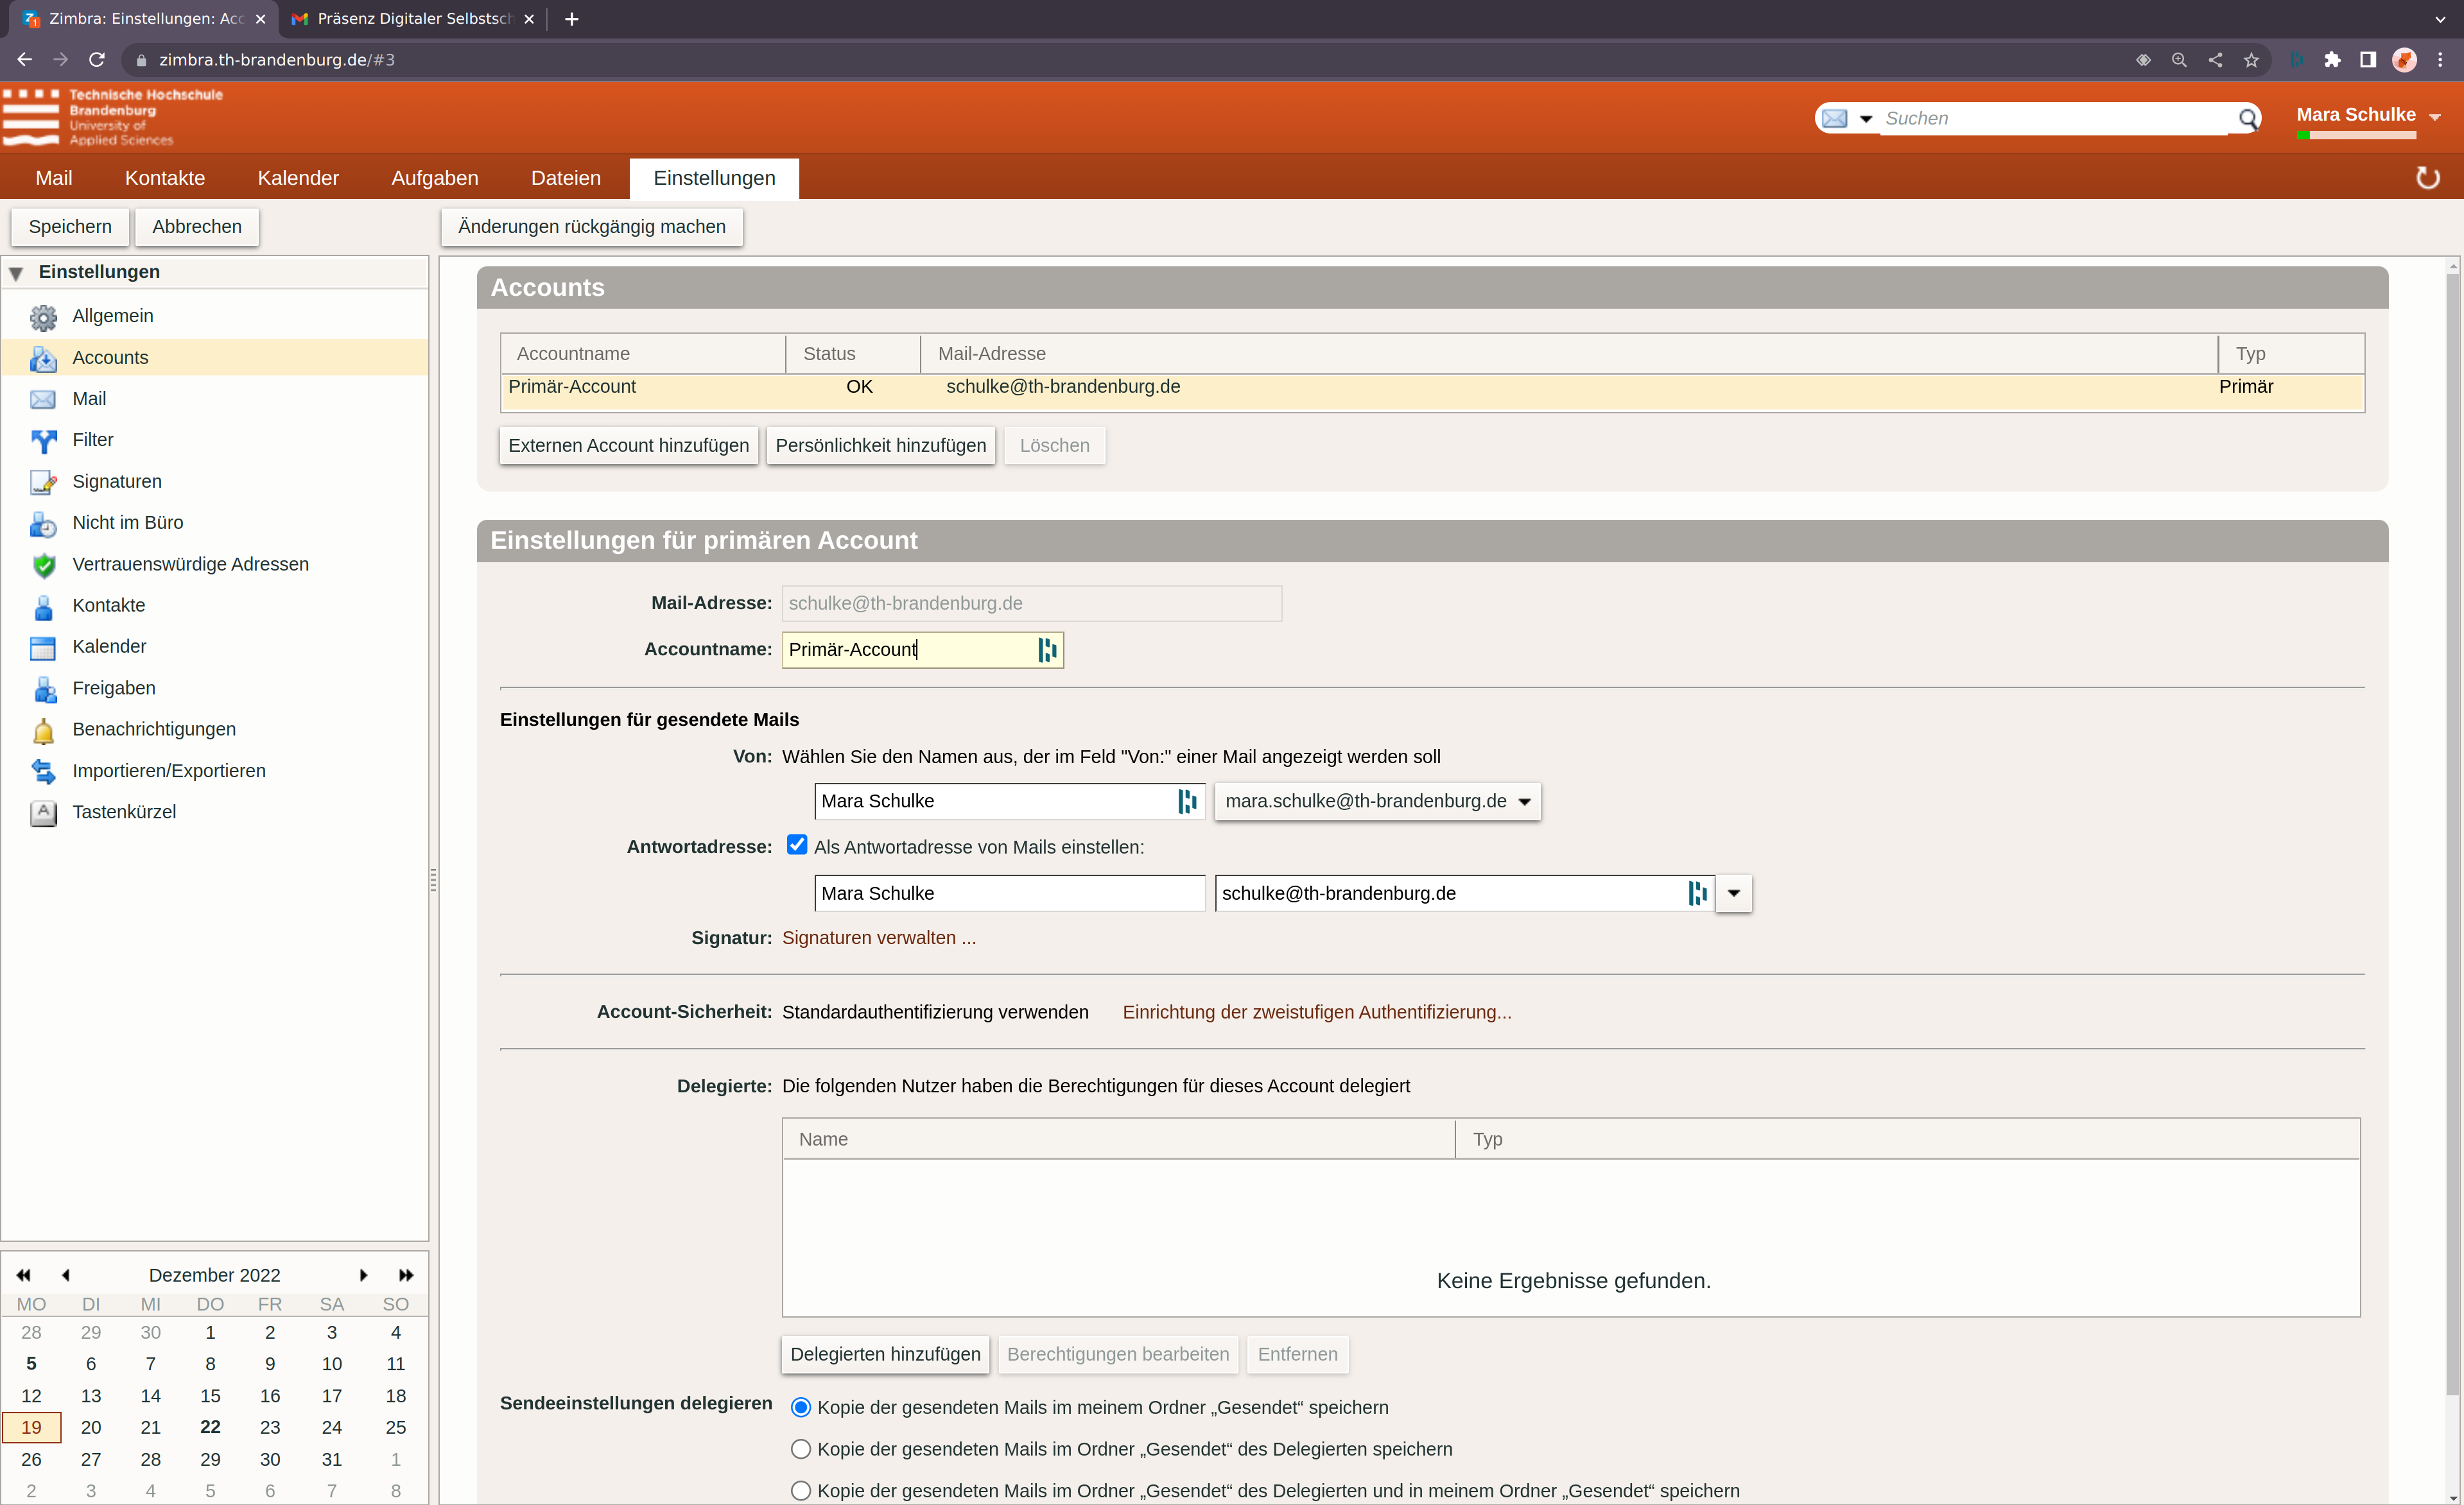 Zimbra: Einstellungen: Acc
Präsenz Digitaler Selbstsch
zimbra.th-brandenburg.de/#3
Technische Hochschule
Brandenburg
University of
Applied Sciences
Suchen
Mara Schulke
Mail Kontakte Kalender Aufgaben Dateien Einstellungen
Speichern Abbrechen Änderungen rückgängig machen
Einstellungen
Allgemein
Accounts
Mail
Filter
Signaturen
Nicht im Büro
Vertrauenswürdige Adressen
Kontakte
Kalender
Freigaben
Benachrichtigungen
Importieren/Exportieren
Tastenkürzel
Dezember 2022
MO DI MI DO FR SA SO
28 29 30 1 2 3 4
5 6 7 8 9 10 11
12 13 14 15 16 17 18
19 20 21 22 23 24 25
26 27 28 29 30 31 1
2 3 4 5 6 7 8
Accounts
Accountname Status Mail-Adresse Typ
Primär-Account OK schulke@th-brandenburg.de Primär
Externen Account hinzufügen Persönlichkeit hinzufügen Löschen
Einstellungen für primären Account
Mail-Adresse: schulke@th-brandenburg.de
Accountname: Primär-Account
Einstellungen für gesendete Mails
Von: Wählen Sie den Namen aus, der im Feld "Von:" einer Mail angezeigt werden soll
Mara Schulke mara.schulke@th-brandenburg.de
Antwortadresse: Als Antwortadresse von Mails einstellen:
Mara Schulke schulke@th-brandenburg.de
Signatur: Signaturen verwalten ...
Account-Sicherheit: Standardauthentifizierung verwenden Einrichtung der zweistufigen Authentifizierung...
Delegierte: Die folgenden Nutzer haben die Berechtigungen für dieses Account delegiert
Name Typ
Keine Ergebnisse gefunden.
Delegierten hinzufügen Berechtigungen bearbeiten Entfernen
Sendeeinstellungen delegieren Kopie der gesendeten Mails im meinem Ordner „Gesendet“ speichern
Kopie der gesendeten Mails im Ordner „Gesendet“ des Delegierten speichern
Kopie der gesendeten Mails im Ordner „Gesendet“ des Delegierten und in meinem Ordner „Gesendet“ speichern